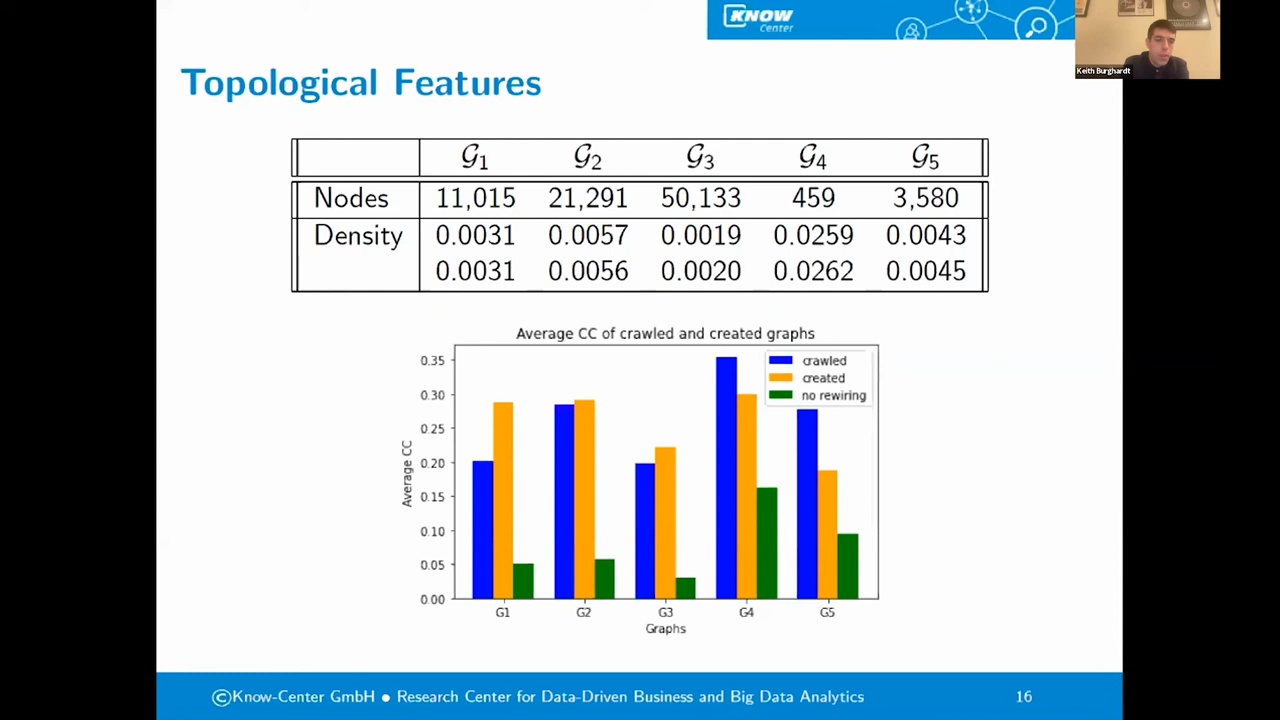 KNOW
Center
Keith Burghardt
Topological Features
𝒢1 𝒢2 𝒢3 𝒢4 𝒢5
Nodes 11,015 21,291 50,133 459 3,580
Density 0.0031 0.0057 0.0019 0.0259 0.0043
0.0031 0.0056 0.0020 0.0262 0.0045
Average CC of crawled and created graphs
crawled
created
no rewiring
0.35
0.30
0.25
0.20
0.15
0.10
0.05
0.00
Average CC
G1 G2 G3 G4 G5
Graphs
©Know-Center GmbH • Research Center for Data-Driven Business and Big Data Analytics 16